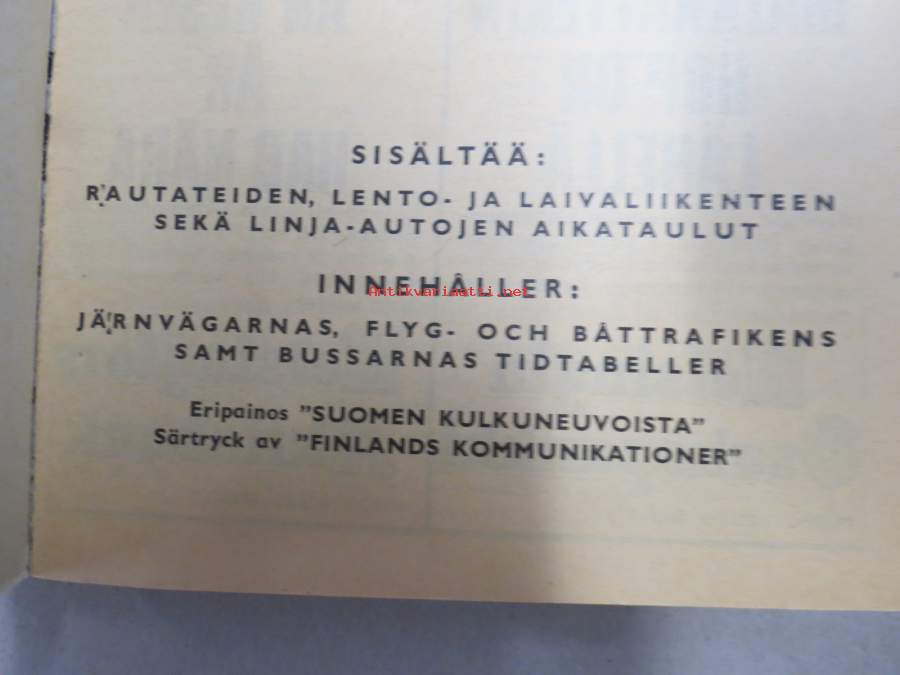 SISÄLTÄÄ:
RAUTATEIDEN, LENTO- JA LAIVALIIKENTEEN
SEKÄ LINJA-AUTOJEN AIKATAULUT
INNEHÅLLER:
Antikvariaatti.net
JÄRNVÄGARNAS, FLYG- OCH BÅTTRAFIKENS
SAMT BUSSARNAS TIDTABELLER
Eripainos ”SUOMEN KULKUNEUVOISTA”
Särtryck av ”FINLANDS KOMMUNIKATIONER”